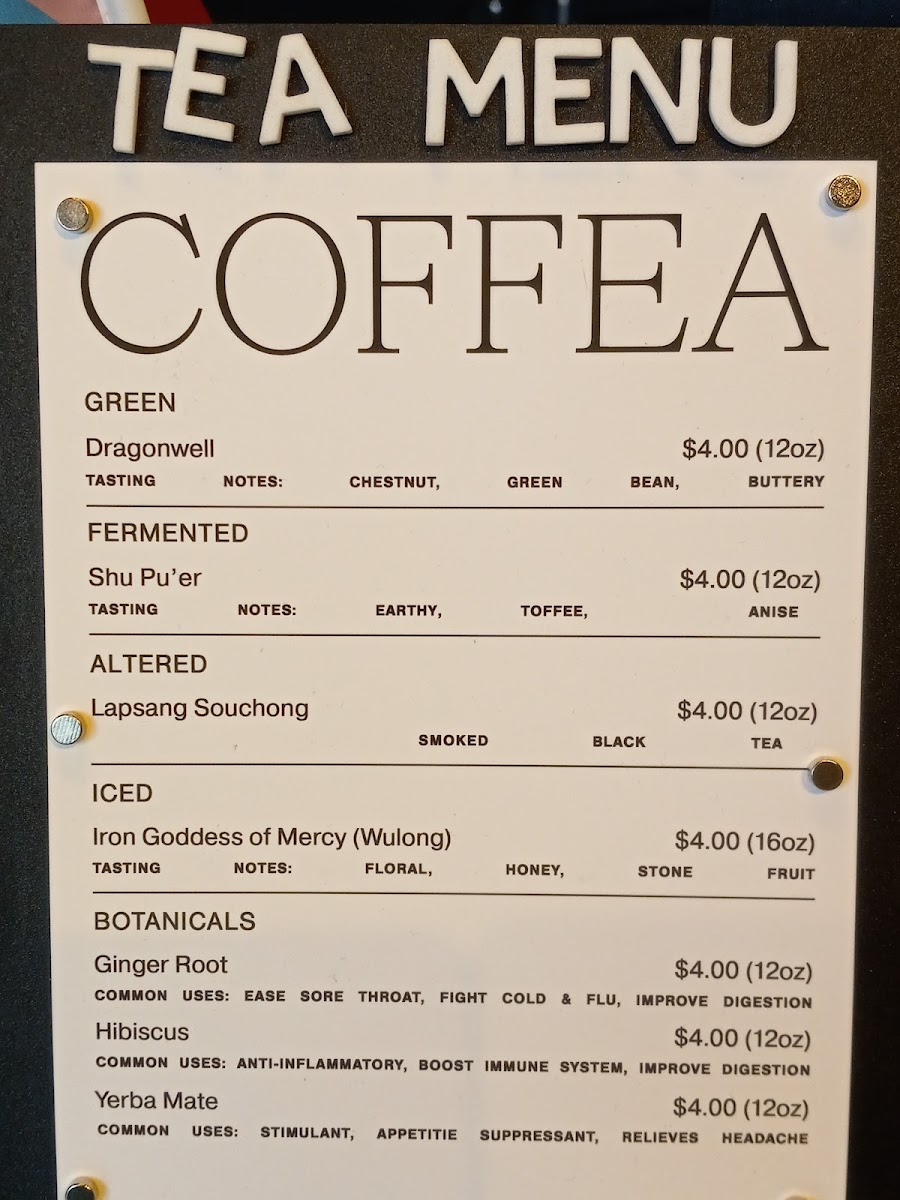 TEA MENU
COFFEA
GREEN
Dragonwell $4.00 (12oz)
TASTING NOTES: CHESTNUT, GREEN BEAN, BUTTERY
FERMENTED
Shu Pu’er $4.00 (12oz)
TASTING NOTES: EARTHY, TOFFEE, ANISE
ALTERED
Lapsang Souchong $4.00 (12oz)
SMOKED BLACK TEA
ICED
Iron Goddess of Mercy (Wulong) $4.00 (16oz)
TASTING NOTES: FLORAL, HONEY, STONE FRUIT
BOTANICALS
Ginger Root $4.00 (12oz)
COMMON USES: EASE SORE THROAT, FIGHT COLD & FLU, IMPROVE DIGESTION
Hibiscus $4.00 (12oz)
COMMON USES: ANTI-INFLAMMATORY, BOOST IMMUNE SYSTEM, IMPROVE DIGESTION
Yerba Mate $4.00 (12oz)
COMMON USES: STIMULANT, APPETITIE SUPPRESSANT, RELIEVES HEADACHE